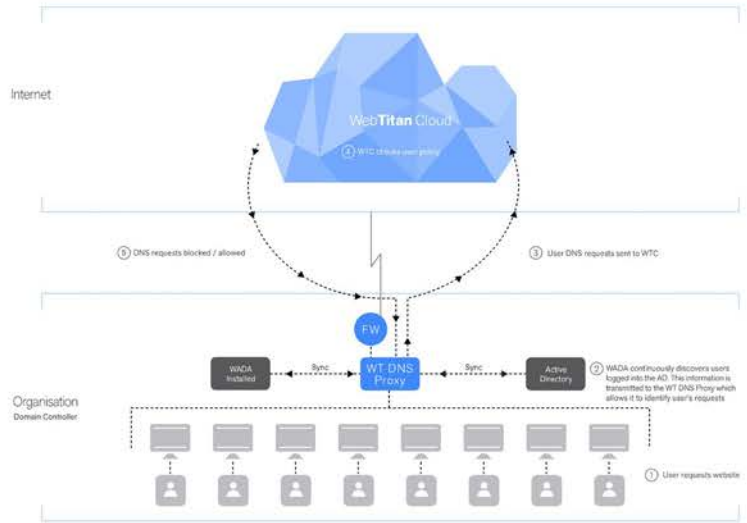 Internet
WebTitan Cloud
4 WTC checks user policy
5 DNS requests blocked / allowed
3 User DNS requests sent to WTC
FW
WADA
Installed
Sync
WT DNS
Proxy
Sync
Active
Directory
2 WADA continuously discovers users
logged into the AD. This information is
transmitted to the WT DNS Proxy which
allows it to identify user's requests
Organisation
Domain Controller
1 User requests website